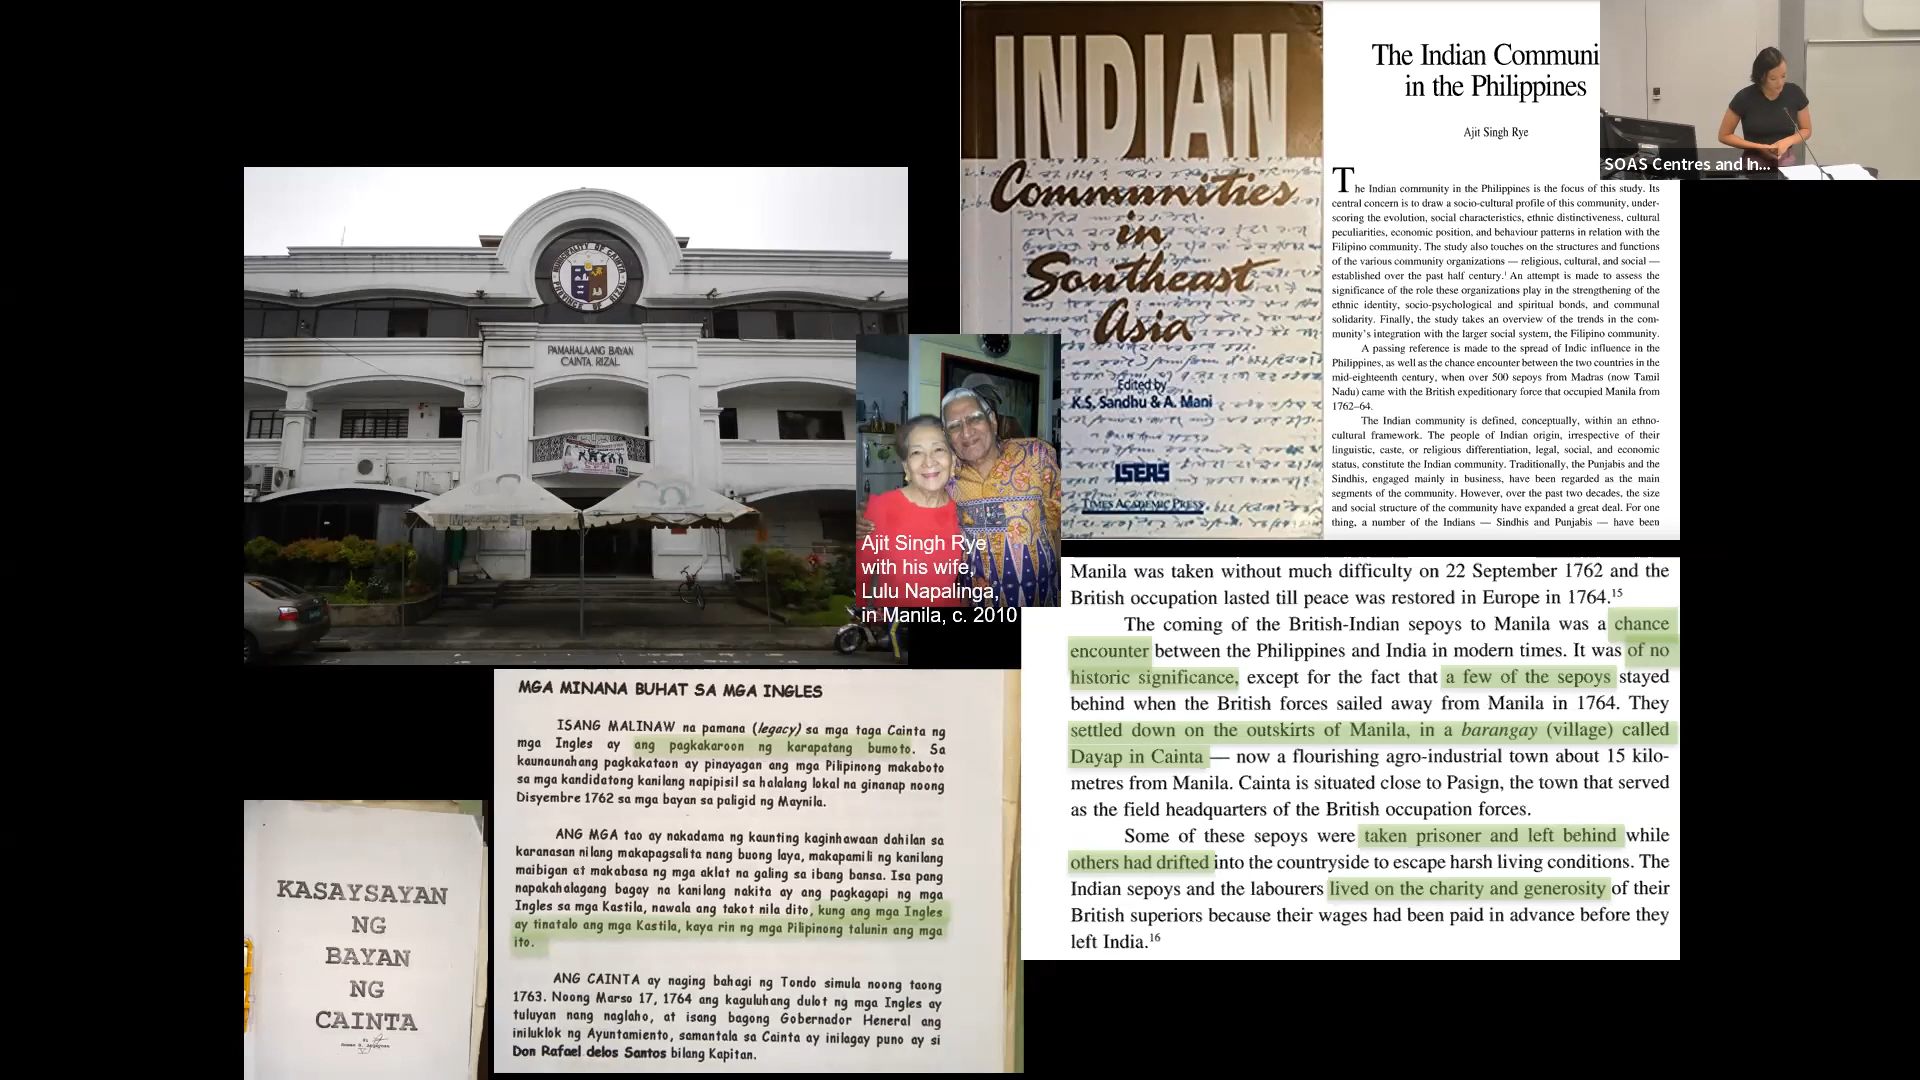 INDIAN
Communities
in
Southeast
Asia
Edited by
K.S. Sandhu & A. Mani
ISEAS
TIMES ACADEMIC PRESS
The Indian Communi
in the Philippines
Ajit Singh Rye
The Indian community in the Philippines is the focus of this study. Its
central concern is to draw a socio-cultural profile of this community, under-
scoring the evolution, social characteristics, ethnic distinctiveness, cultural
peculiarities, economic position, and behaviour patterns in relation with the
Filipino community. The study also touches on the structures and functions
of the various community organizations — religious, cultural, and social —
established over the past half century.¹ An attempt is made to assess the
significance of the role these organizations play in the strengthening of the
ethnic identity, socio-psychological and spiritual bonds, and communal
solidarity. Finally, the study takes an overview of the trends in the com-
munity's integration with the larger social system, the Filipino community.
A passing reference is made to the spread of Indic influence in the
Philippines, as well as the chance encounter between the two countries in the
mid-eighteenth century, when over 500 sepoys from Madras (now Tamil
Nadu) came with the British expeditionary force that occupied Manila from
1762–64.
The Indian community is defined, conceptually, within an ethno-
cultural framework. The people of Indian origin, irrespective of their
linguistic, caste, or religious differentiation, legal, social, and economic
status, constitute the Indian community. Traditionally, the Punjabis and the
Sindhis, engaged mainly in business, have been regarded as the main
segments of the community. However, over the past two decades, the size
and social structure of the community have expanded a great deal. For one
thing, a number of the Indians — Sindhis and Punjabis — have been
SOAS Centres and In...
MUNICIPALITY OF CAINTA
PROVINCE OF RIZAL
PAMAHALAANG BAYAN
CAINTA RIZAL
Ajit Singh Rye
with his wife,
Lulu Napalinga,
in Manila, c. 2010
Manila was taken without much difficulty on 22 September 1762 and the
British occupation lasted till peace was restored in Europe in 1764.¹⁵
The coming of the British-Indian sepoys to Manila was a chance
encounter between the Philippines and India in modern times. It was of no
historic significance, except for the fact that a few of the sepoys stayed
behind when the British forces sailed away from Manila in 1764. They
settled down on the outskirts of Manila, in a barangay (village) called
Dayap in Cainta — now a flourishing agro-industrial town about 15 kilo-
metres from Manila. Cainta is situated close to Pasign, the town that served
as the field headquarters of the British occupation forces.
Some of these sepoys were taken prisoner and left behind while
others had drifted into the countryside to escape harsh living conditions. The
Indian sepoys and the labourers lived on the charity and generosity of their
British superiors because their wages had been paid in advance before they
left India.¹⁶
MGA MINANA BUHAT SA MGA INGLES
ISANG MALINAW na pamana (legacy) sa mga taga Cainta ng
mga Ingles ay ang pagkakaroon ng karapatang bumoto. Sa
kaunaunahang pagkakataon ay pinayagan ang mga Pilipinong makaboto
sa mga kandidatong kanilang napipisil sa halalang lokal na ginanap noong
Disyembre 1762 sa mga bayan sa paligid ng Maynila.
ANG MGA tao ay nakadama ng kaunting kaginhawaan dahilan sa
karanasan nilang makapagsalita nang buong laya, makapamili ng kanilang
maibigan at makabasa ng mga aklat na galing sa ibang bansa. Isa pang
napakahalagang bagay na kanilang nakita ay ang pagkagapi ng mga
Ingles sa mga Kastila, nawala ang takot nila dito, kung ang mga Ingles
ay tinatalo ang mga Kastila, kaya rin ng mga Pilipinong talunin ang mga
ito.
ANG CAINTA ay naging bahagi ng Tondo simula noong taong
1763. Noong Marso 17, 1764 ang kaguluhang dulot ng mga Ingles ay
tuluyan nang naglaho, at isang bagong Gobernador Heneral ang
iniluklok ng Ayuntamiento, samantala sa Cainta ay inilagay puno ay si
Don Rafael delos Santos bilang Kapitan.
KASAYSAYAN
NG
BAYAN
NG
CAINTA